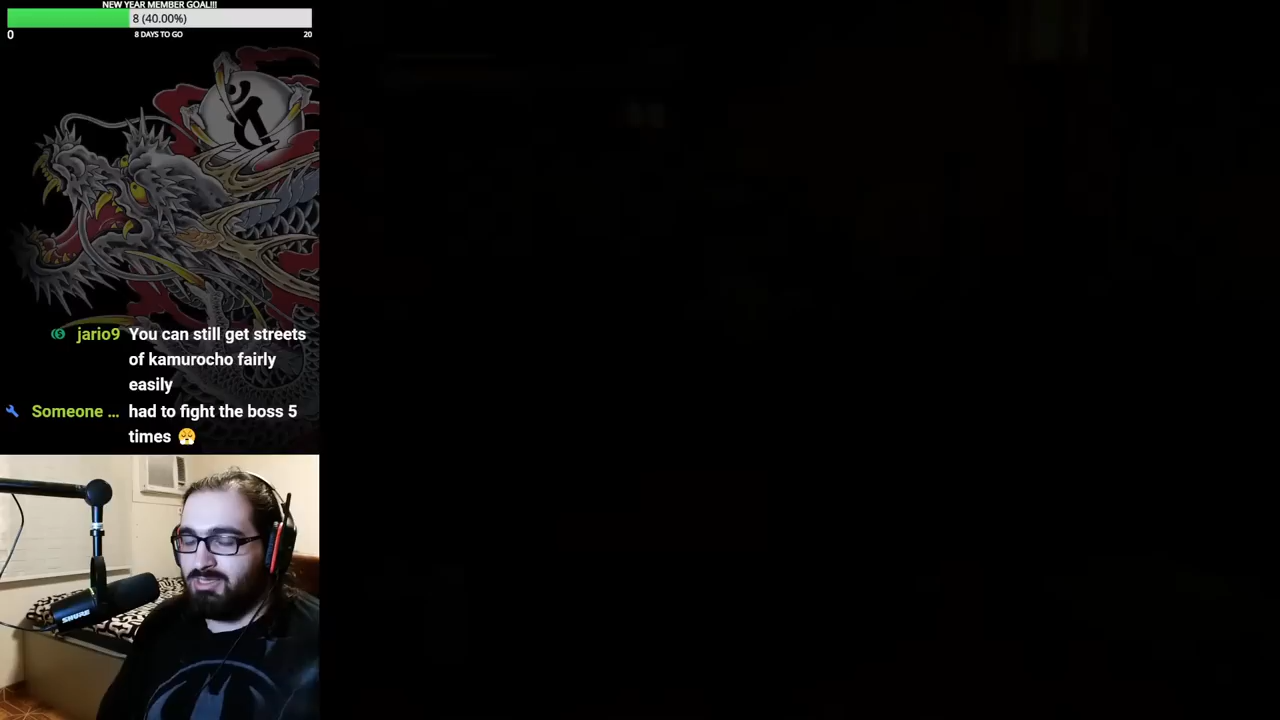 NEW YEAR MEMBER GOAL!!!
8 (40.00%)
0
8 DAYS TO GO
20
jario9 You can still get streets
of kamurocho fairly
easily
Someone ... had to fight the boss 5
times 😤
SHURE